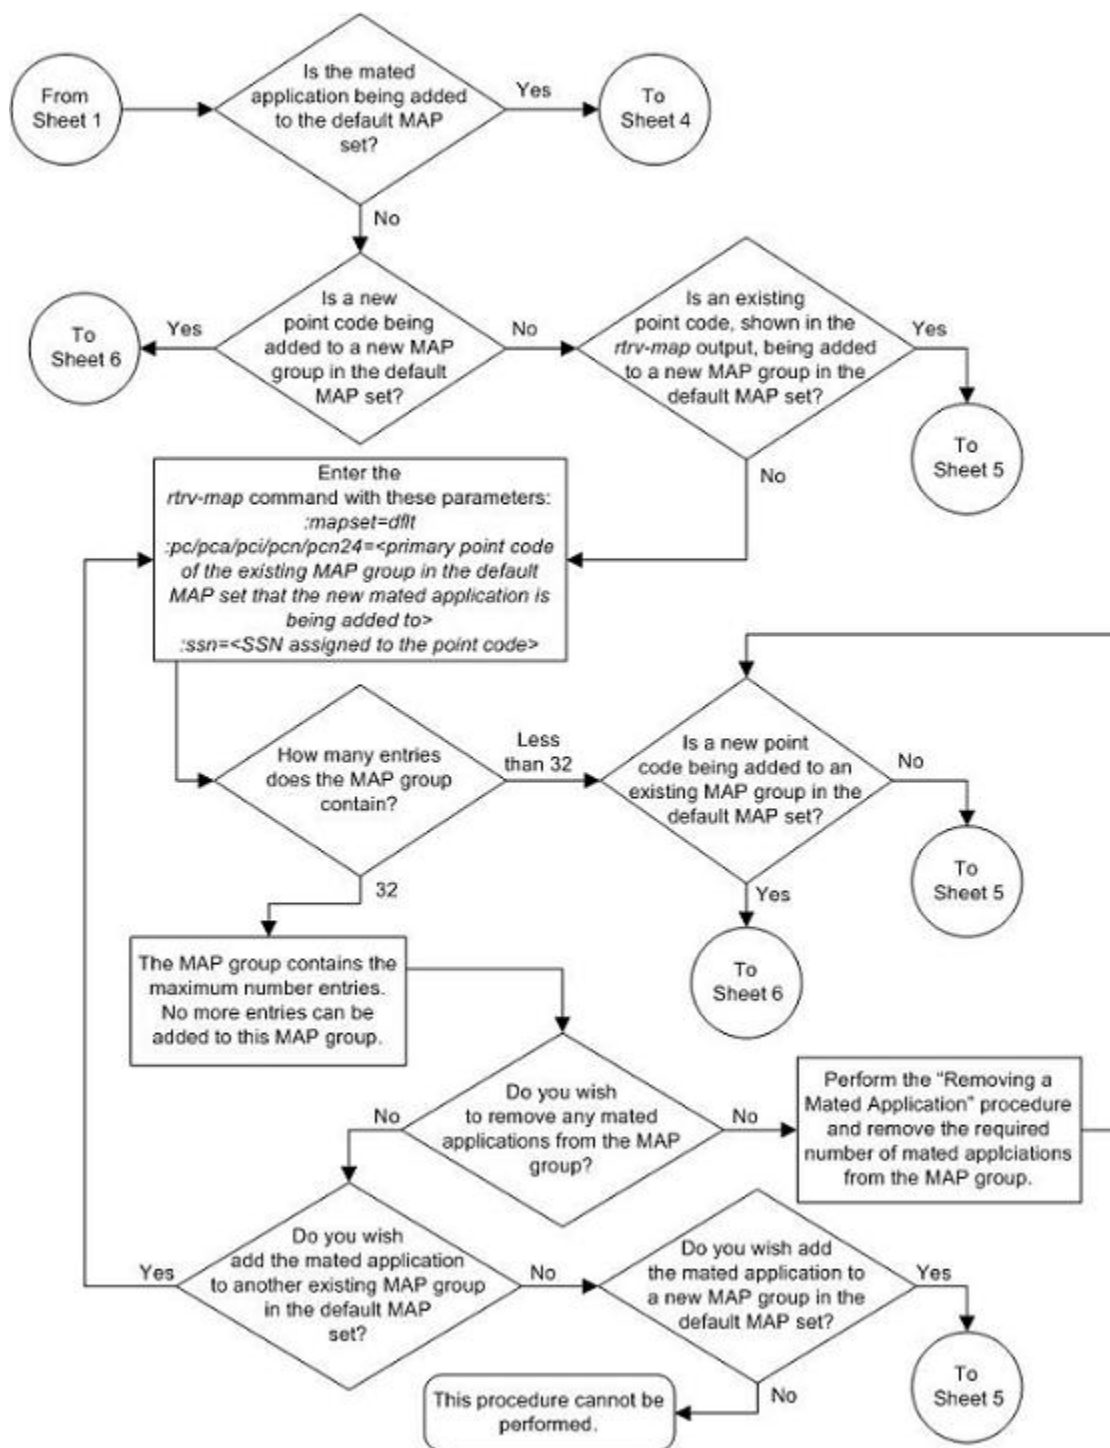 From
Sheet 1
Is the mated
application being added
to the default MAP
set?
Yes
To
Sheet 4
No
To
Sheet 6
Yes
Is a new
point code being
added to a new MAP
group in the default
MAP set?
No
Is an existing
point code, shown in the
rtrv-map output, being added
to a new MAP group in the
default MAP set?
Yes
To
Sheet 5
No
Enter the
rtrv-map command with these parameters:
:mapset=dflt
:pc/pca/pci/pcn/pcn24=<primary point code
of the existing MAP group in the default
MAP set that the new mated application is
being added to>
:ssn=<SSN assigned to the point code>
How many entries
does the MAP group
contain?
Less
than 32
Is a new point
code being added to an
existing MAP group in the
default MAP set?
No
To
Sheet 5
Yes
To
Sheet 6
32
The MAP group contains the
maximum number entries.
No more entries can be
added to this MAP group.
No
Do you wish
to remove any mated
applications from the MAP
group?
No
Perform the “Removing a
Mated Application” procedure
and remove the required
number of mated applciations
from the MAP group.
Yes
Do you wish
add the mated application
to another existing MAP group
in the default MAP
set?
No
Do you wish add
the mated application to
a new MAP group in the
default MAP set?
Yes
To
Sheet 5
No
This procedure cannot be
performed.